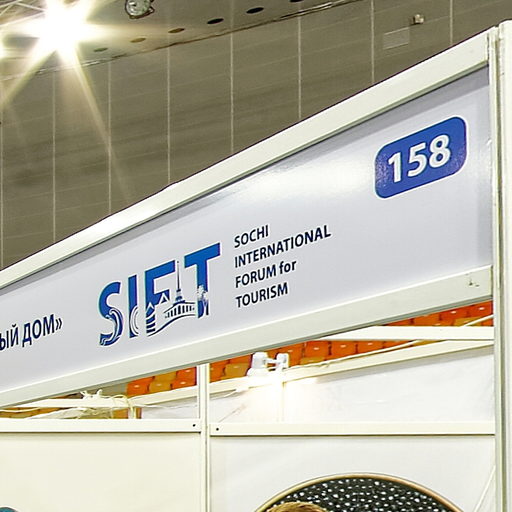 158
SIFT
SOCHI
INTERNATIONAL
FORUM for
TOURISM
ЫЙ ДОМ»